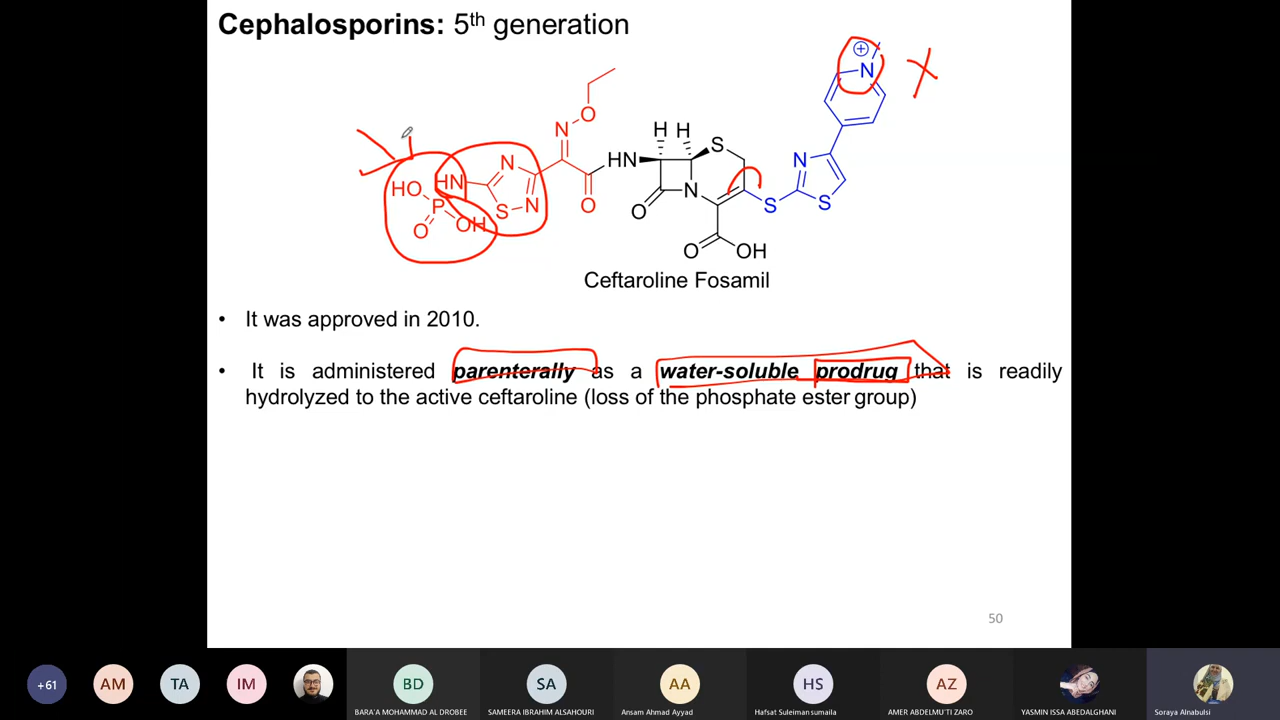 Cephalosporins: 5th generation
N
O
N
HN
HO
P
O
OH
N
S
N
O
HN
H H
S
N
O
O
OH
S
N
S
N
⊕
Ceftaroline Fosamil
• It was approved in 2010.
• It is administered parenterally as a water-soluble prodrug that is readily
hydrolyzed to the active ceftaroline (loss of the phosphate ester group)
50
+61
AM
TA
IM
BD
SA
AA
HS
AZ
BARA'A MOHAMMAD AL DROBEE
SAMEERA IBRAHIM ALSAHOURI
Ansam Ahmad Ayyad
Hafsat Suleimansumaila
AMER ABDELMU'TI ZARO
YASMIN ISSA ABEDALGHANI
Soraya Alnabulsi